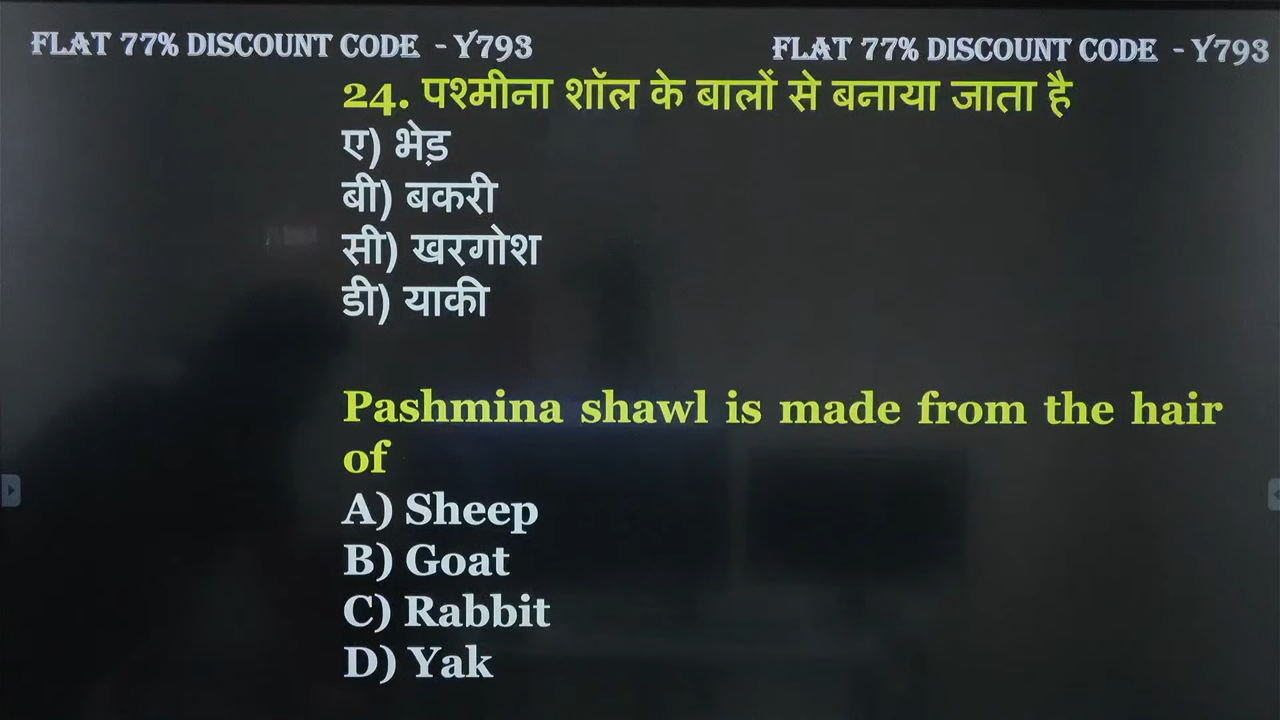 FLAT 77% DISCOUNT CODE - Y793 FLAT 77% DISCOUNT CODE - Y793
24. पश्मीना शॉल के बालों से बनाया जाता है
ए) भेड़
बी) बकरी
सी) खरगोश
डी) याकी
Pashmina shawl is made from the hair
of
A) Sheep
B) Goat
C) Rabbit
D) Yak